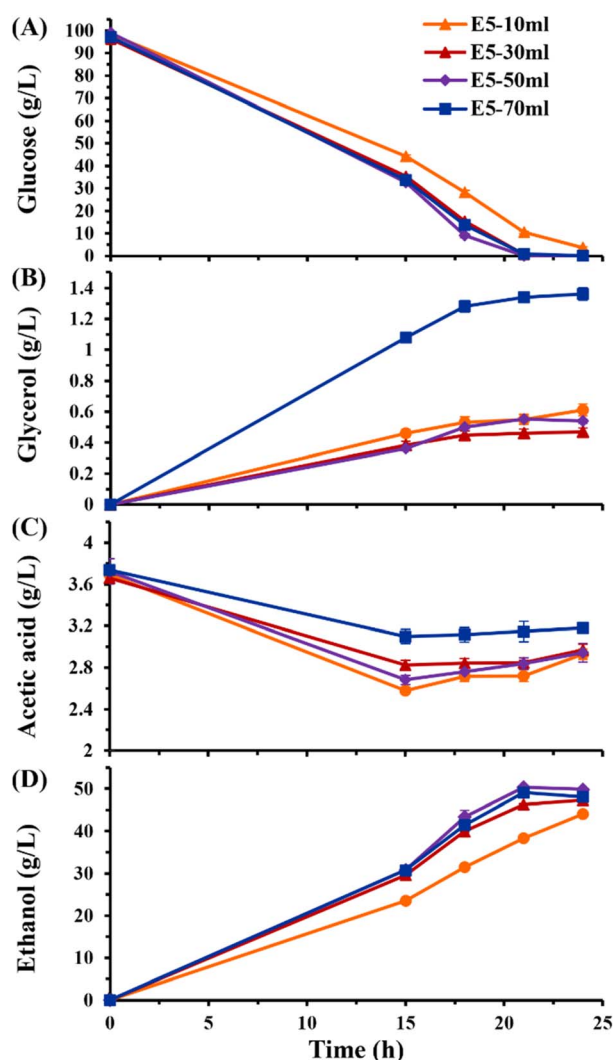 (A)
Glucose (g/L)
100
90
80
70
60
50
40
30
20
10
0
E5-10ml
E5-30ml
E5-50ml
E5-70ml
(B)
Glycerol (g/L)
1.4
1.2
1
0.8
0.6
0.4
0.2
0
(C)
Acetic acid (g/L)
4
3.6
3.2
2.8
2.4
2
(D)
Ethanol (g/L)
50
40
30
20
10
0
0 5 10 15 20 25
Time (h)